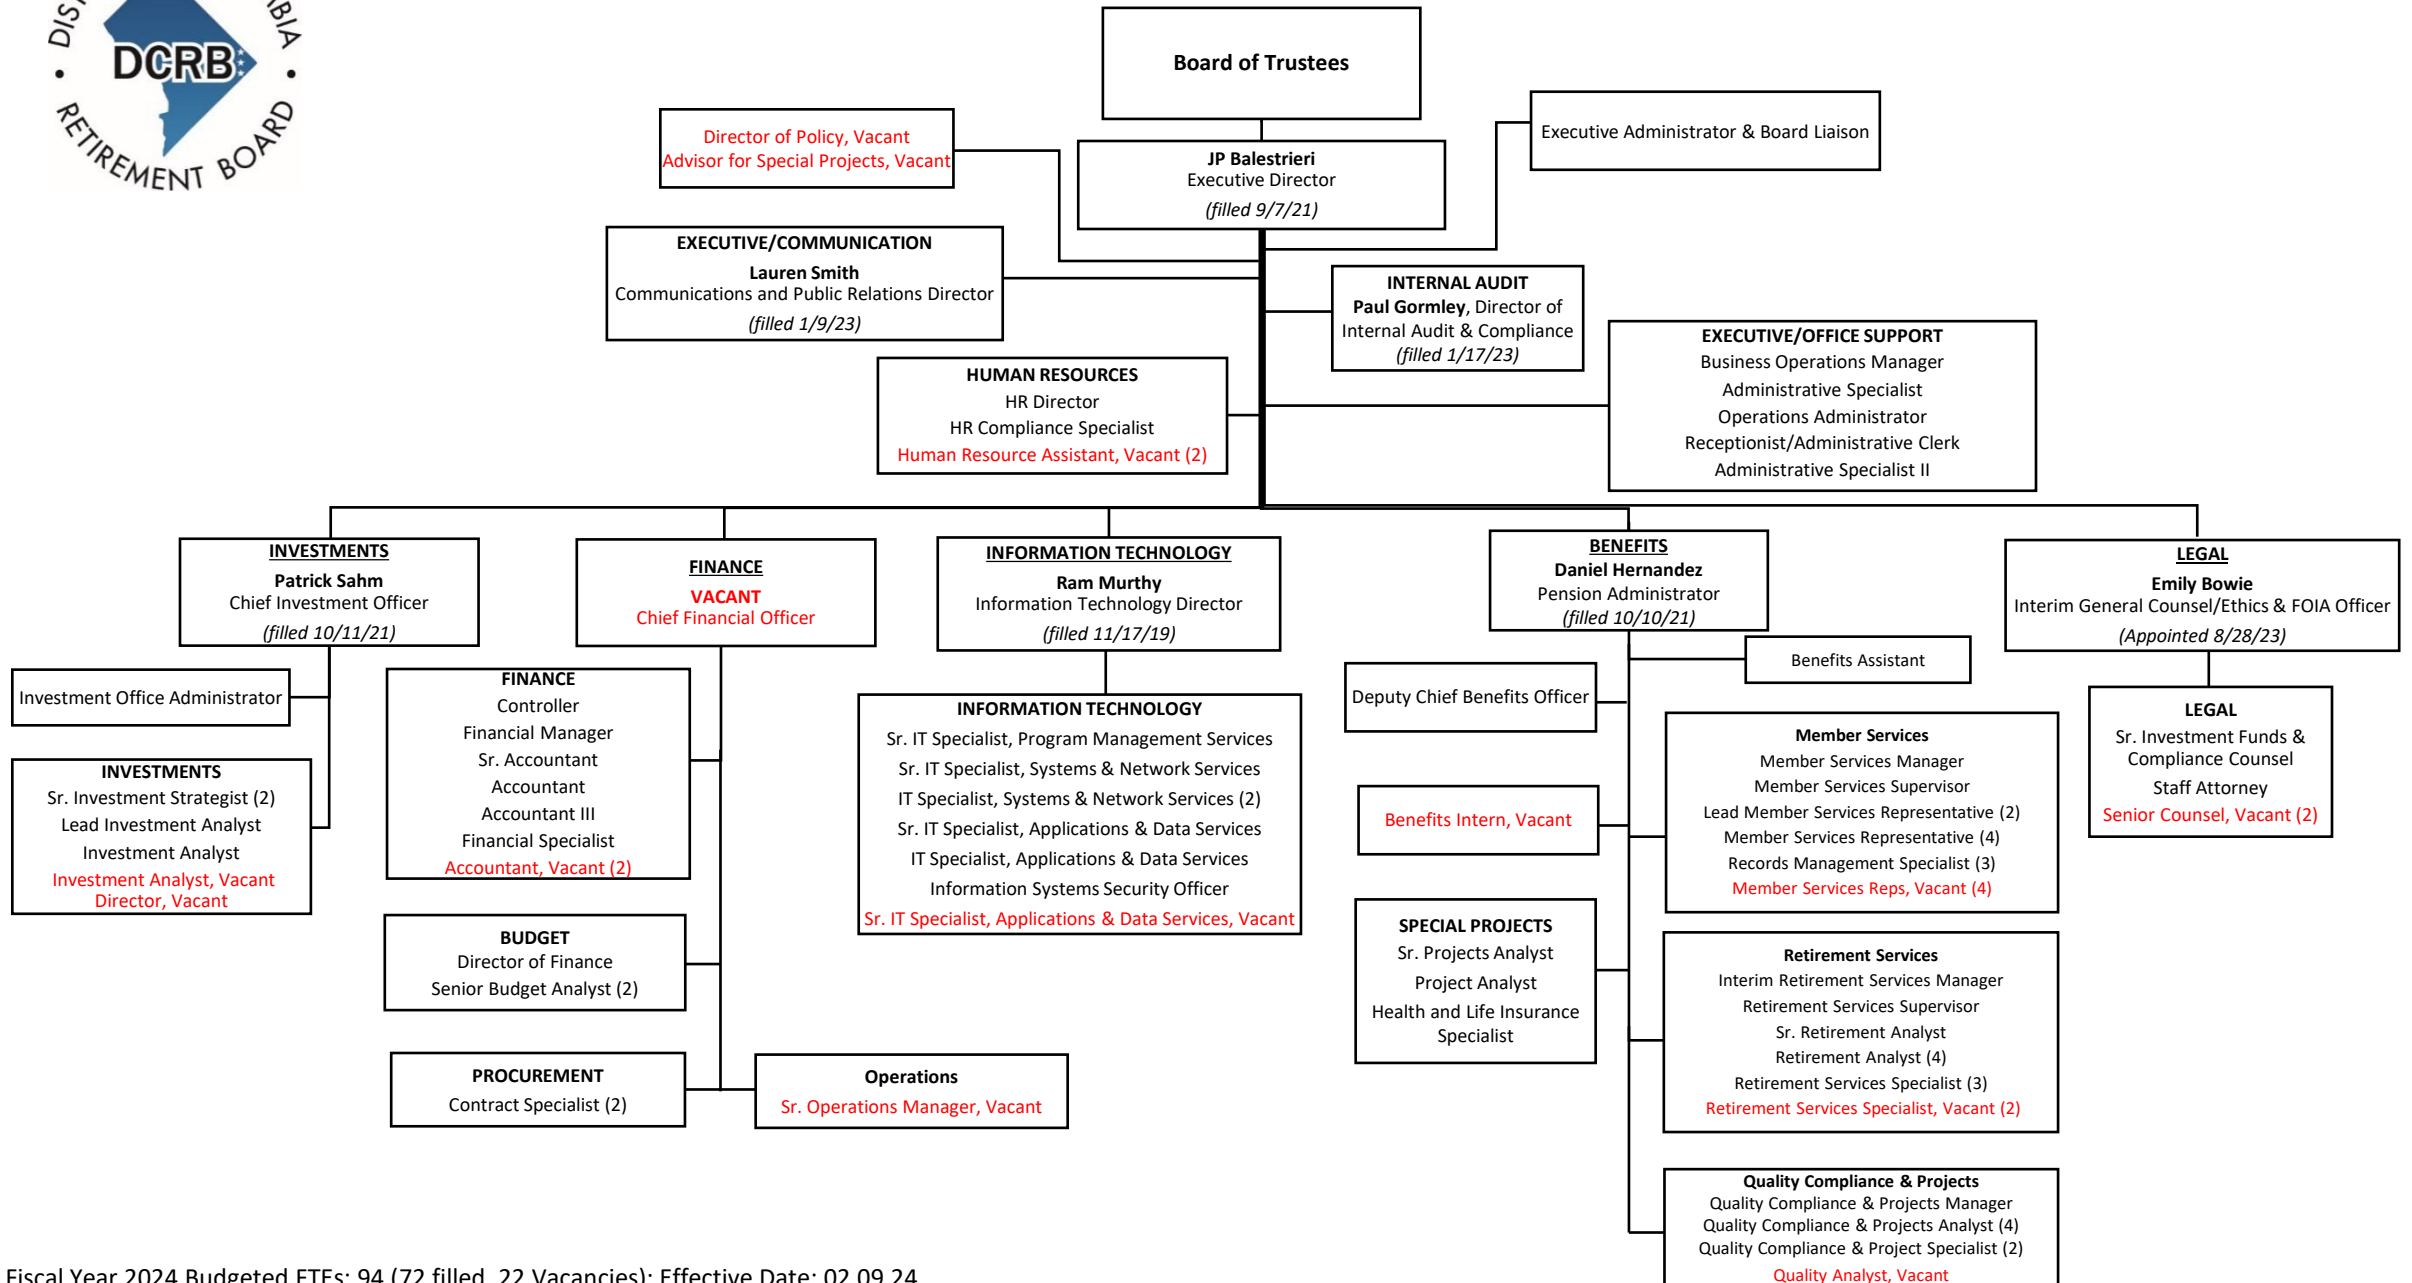 DCRB
RETIREMENT BOARD
Board of Trustees
Director of Policy, Vacant
Advisor for Special Projects, Vacant
Executive Administrator & Board Liaison
JP Balestrieri
Executive Director
(filled 9/7/21)
EXECUTIVE/COMMUNICATION
Lauren Smith
Communications and Public Relations Director
(filled 1/9/23)
INTERNAL AUDIT
Paul Gormley, Director of
Internal Audit & Compliance
(filled 1/17/23)
EXECUTIVE/OFFICE SUPPORT
Business Operations Manager
Administrative Specialist
Operations Administrator
Receptionist/Administrative Clerk
Administrative Specialist II
HUMAN RESOURCES
HR Director
HR Compliance Specialist
Human Resource Assistant, Vacant (2)
INVESTMENTS
Patrick Sahm
Chief Investment Officer
(filled 10/11/21)
FINANCE
VACANT
Chief Financial Officer
INFORMATION TECHNOLOGY
Ram Murthy
Information Technology Director
(filled 11/17/19)
BENEFITS
Daniel Hernandez
Pension Administrator
(filled 10/10/21)
LEGAL
Emily Bowie
Interim General Counsel/Ethics & FOIA Officer
(Appointed 8/28/23)
Investment Office Administrator
INVESTMENTS
Sr. Investment Strategist (2)
Lead Investment Analyst
Investment Analyst
Investment Analyst, Vacant
Director, Vacant
FINANCE
Controller
Financial Manager
Sr. Accountant
Accountant
Accountant III
Financial Specialist
Accountant, Vacant (2)
BUDGET
Director of Finance
Senior Budget Analyst (2)
PROCUREMENT
Contract Specialist (2)
Operations
Sr. Operations Manager, Vacant
INFORMATION TECHNOLOGY
Sr. IT Specialist, Program Management Services
Sr. IT Specialist, Systems & Network Services
IT Specialist, Systems & Network Services (2)
Sr. IT Specialist, Applications & Data Services
IT Specialist, Applications & Data Services
Information Systems Security Officer
Sr. IT Specialist, Applications & Data Services, Vacant
Benefits Assistant
Deputy Chief Benefits Officer
Benefits Intern, Vacant
SPECIAL PROJECTS
Sr. Projects Analyst
Project Analyst
Health and Life Insurance
Specialist
Member Services
Member Services Manager
Member Services Supervisor
Lead Member Services Representative (2)
Member Services Representative (4)
Records Management Specialist (3)
Member Services Reps, Vacant (4)
Retirement Services
Interim Retirement Services Manager
Retirement Services Supervisor
Sr. Retirement Analyst
Retirement Analyst (4)
Retirement Services Specialist (3)
Retirement Services Specialist, Vacant (2)
Quality Compliance & Projects
Quality Compliance & Projects Manager
Quality Compliance & Projects Analyst (4)
Quality Compliance & Project Specialist (2)
Quality Analyst, Vacant
LEGAL
Sr. Investment Funds &
Compliance Counsel
Staff Attorney
Senior Counsel, Vacant (2)
Fiscal Year 2024 Budgeted FTEs: 94 (72 filled, 22 Vacancies); Effective Date: 02.09.24